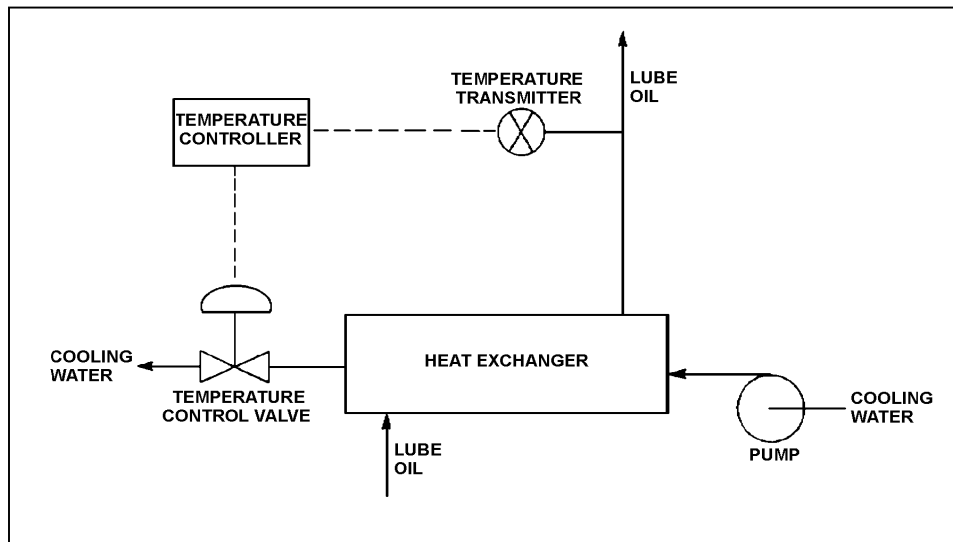 TEMPERATURE
TRANSMITTER
LUBE
OIL
TEMPERATURE
CONTROLLER
COOLING
WATER
TEMPERATURE
CONTROL VALVE
HEAT EXCHANGER
LUBE
OIL
COOLING
WATER
PUMP